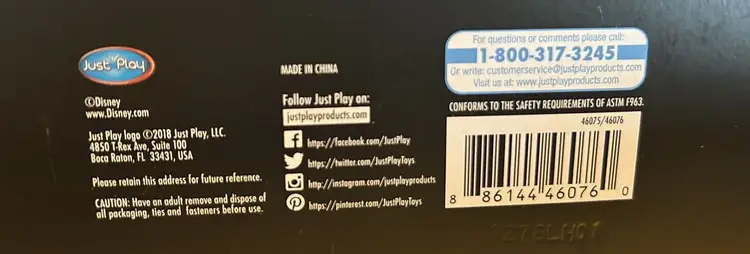 Just Play
©Disney
www.Disney.com
Just Play logo ©2018 Just Play, LLC.
4850 T-Rex Ave, Suite 100
Boca Raton, FL 33431, USA
Please retain this address for future reference.
CAUTION: Have an adult remove and dispose of
all packaging, ties and fasteners before use.
MADE IN CHINA
Follow Just Play on:
justplayproducts.com
https://facebook.com/JustPlay
https://twitter.com/JustPlayToys
http://instagram.com/justplayproducts
https://pinterest.com/JustPlayToys
For questions or comments please call:
1-800-317-3245
Or write: customerservice@justplayproducts.com
Visit us at: www.justplayproducts.com
CONFORMS TO THE SAFETY REQUIREMENTS OF ASTM F963.
46075/46076
8 86144 46076 0